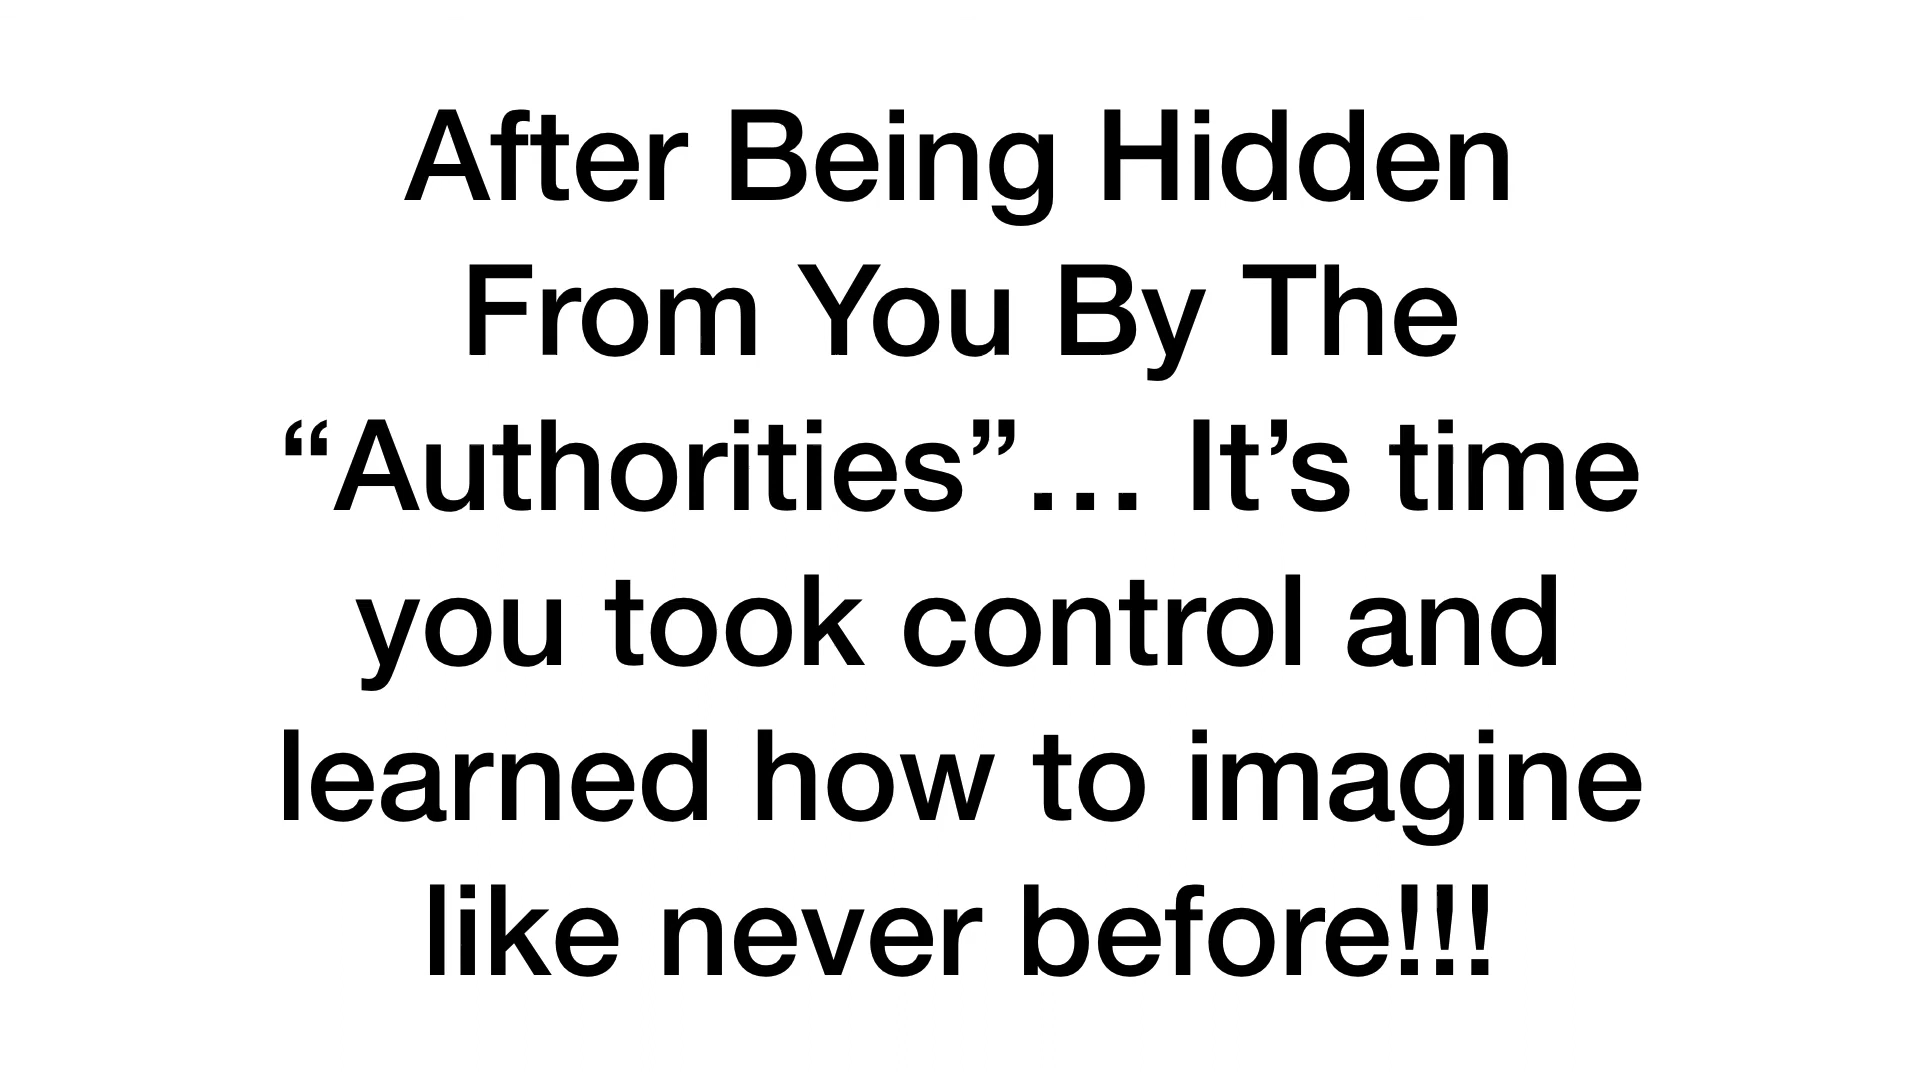 After Being Hidden
From You By The
“Authorities”… It’s time
you took control and
learned how to imagine
like never before!!!